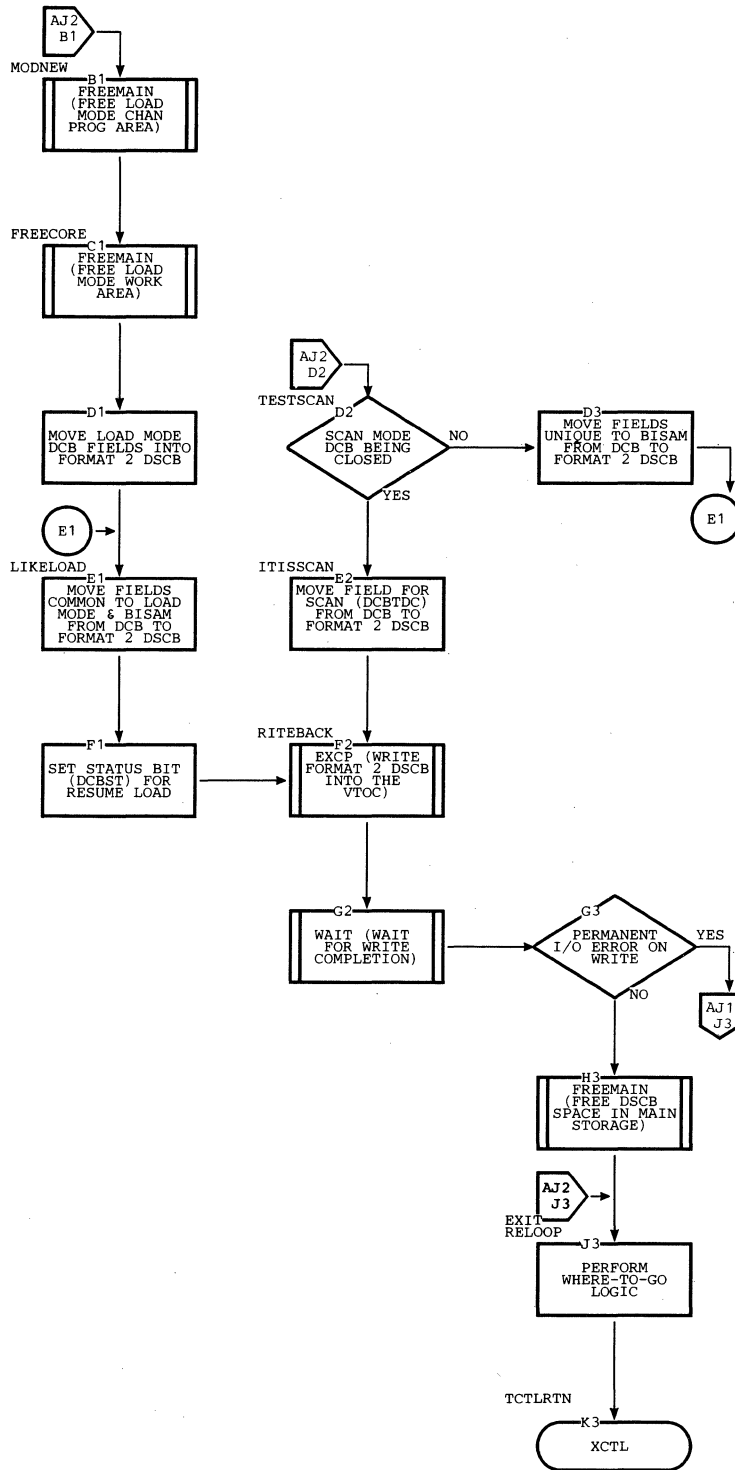 AJ2
B1
MODNEW
B1
FREEMAIN
(FREE LOAD
MODE CHAN
PROG AREA)
FREECORE
C1
FREEMAIN
(FREE LOAD
MODE WORK
AREA)
D1
MOVE LOAD MODE
DCB FIELDS INTO
FORMAT 2 DSCB
E1
LIKELOAD
E1
MOVE FIELDS
COMMON TO LOAD
MODE & BISAM
FROM DCB TO
FORMAT 2 DSCB
F1
SET STATUS BIT
(DCBST) FOR
RESUME LOAD
AJ2
D2
TESTSCAN
D2
SCAN MODE
DCB BEING
CLOSED
NO
YES
D3
MOVE FIELDS
UNIQUE TO BISAM
FROM DCB TO
FORMAT 2 DSCB
E1
ITISSCAN
E2
MOVE FIELD FOR
SCAN (DCBTDC)
FROM DCB TO
FORMAT 2 DSCB
RITEBACK
F2
EXCP (WRITE
FORMAT 2 DSCB
INTO THE
VTOC)
G2
WAIT (WAIT
FOR WRITE
COMPLETION)
G3
PERMANENT
I/O ERROR ON
WRITE
YES
NO
AJ1
J3
H3
FREEMAIN
(FREE DSCB
SPACE IN MAIN
STORAGE)
AJ2
J3
EXIT
RELOOP
J3
PERFORM
WHERE-TO-GO
LOGIC
TCTLRTN
K3
XCTL